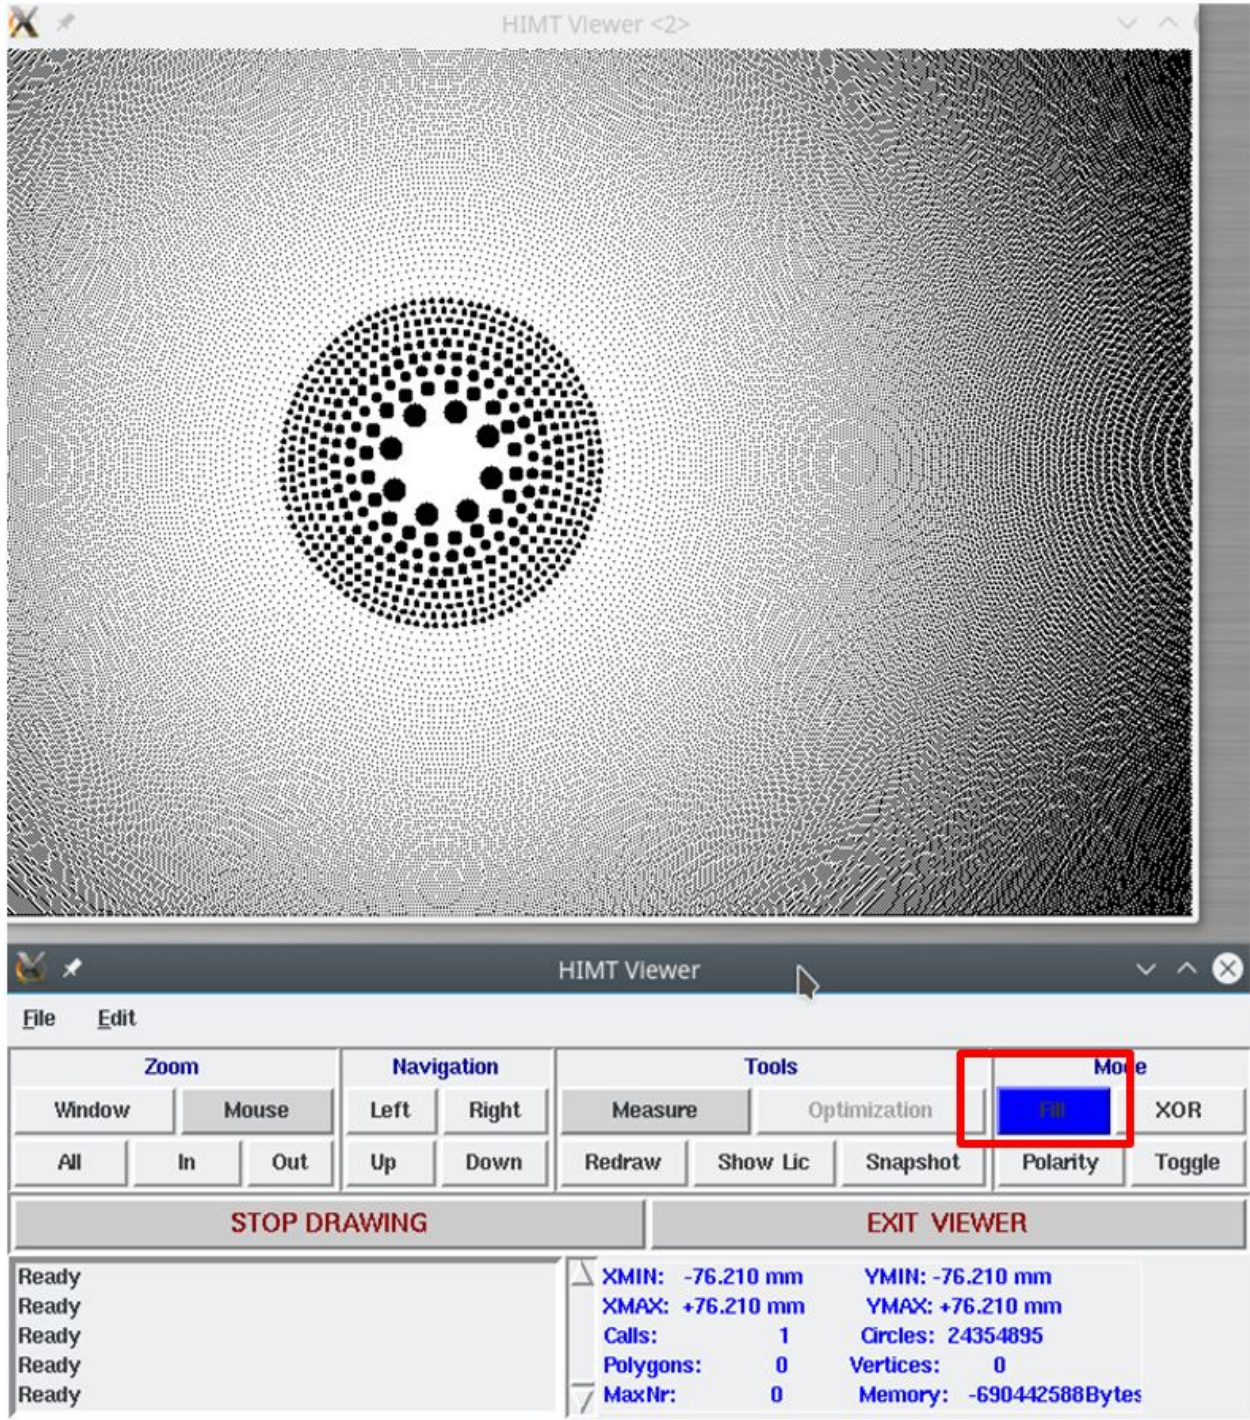 HIMT Viewer <2>
HIMT Viewer
File Edit
Zoom Navigation Tools Mode
Window Mouse Left Right Measure Optimization Fill XOR
All In Out Up Down Redraw Show Lic Snapshot Polarity Toggle
STOP DRAWING EXIT VIEWER
Ready XMIN: -76.210 mm YMIN: -76.210 mm
Ready XMAX: +76.210 mm YMAX: +76.210 mm
Ready Calls: 1 Circles: 24354895
Ready Polygons: 0 Vertices: 0
Ready MaxNr: 0 Memory: -690442588Bytes